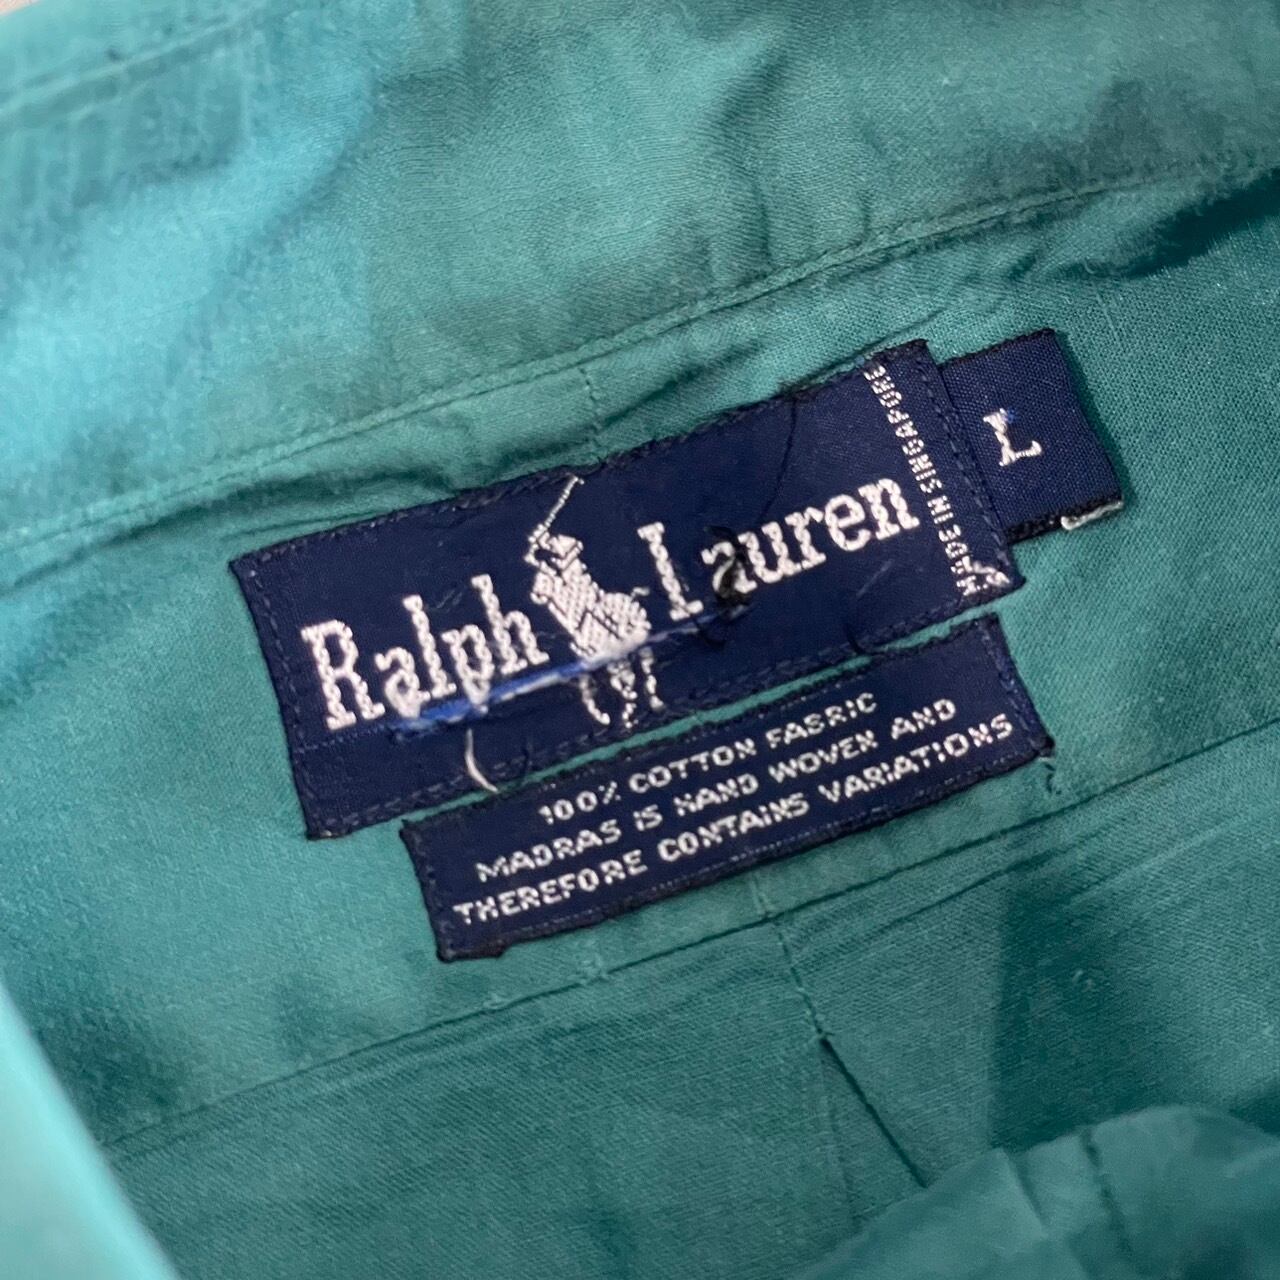 Ralph Lauren
MADE IN SINGAPORE
L
100% COTTON FABRIC
MADRAS IS HAND WOVEN AND
THEREFORE CONTAINS VARIATIONS